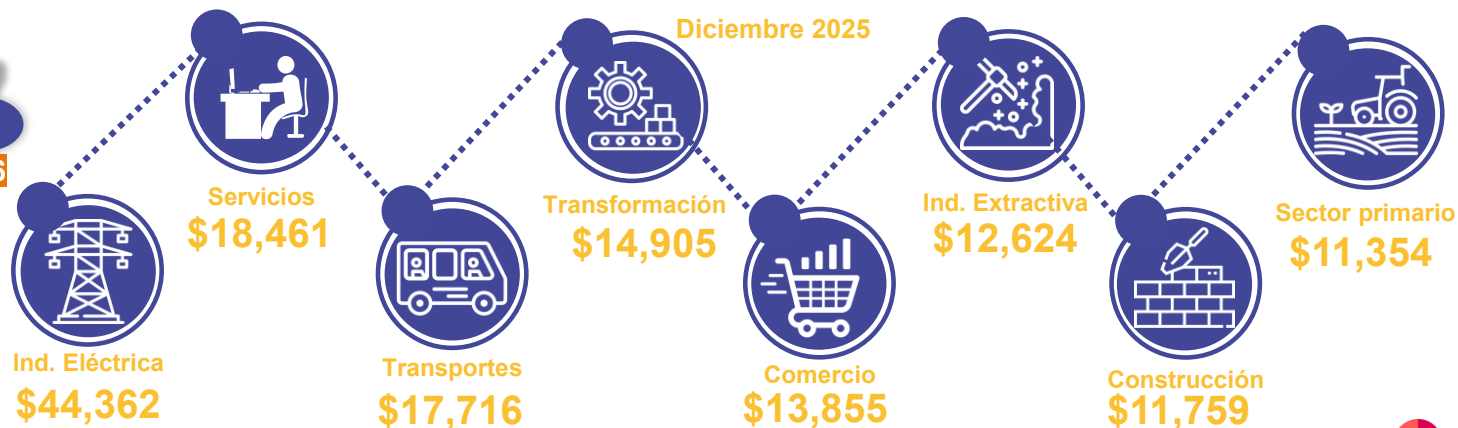 Diciembre 2025
S
Ind. Eléctrica
$44,362
Servicios
$18,461
Transportes
$17,716
Transformación
$14,905
Comercio
$13,855
Ind. Extractiva
$12,624
Construcción
$11,759
Sector primario
$11,354